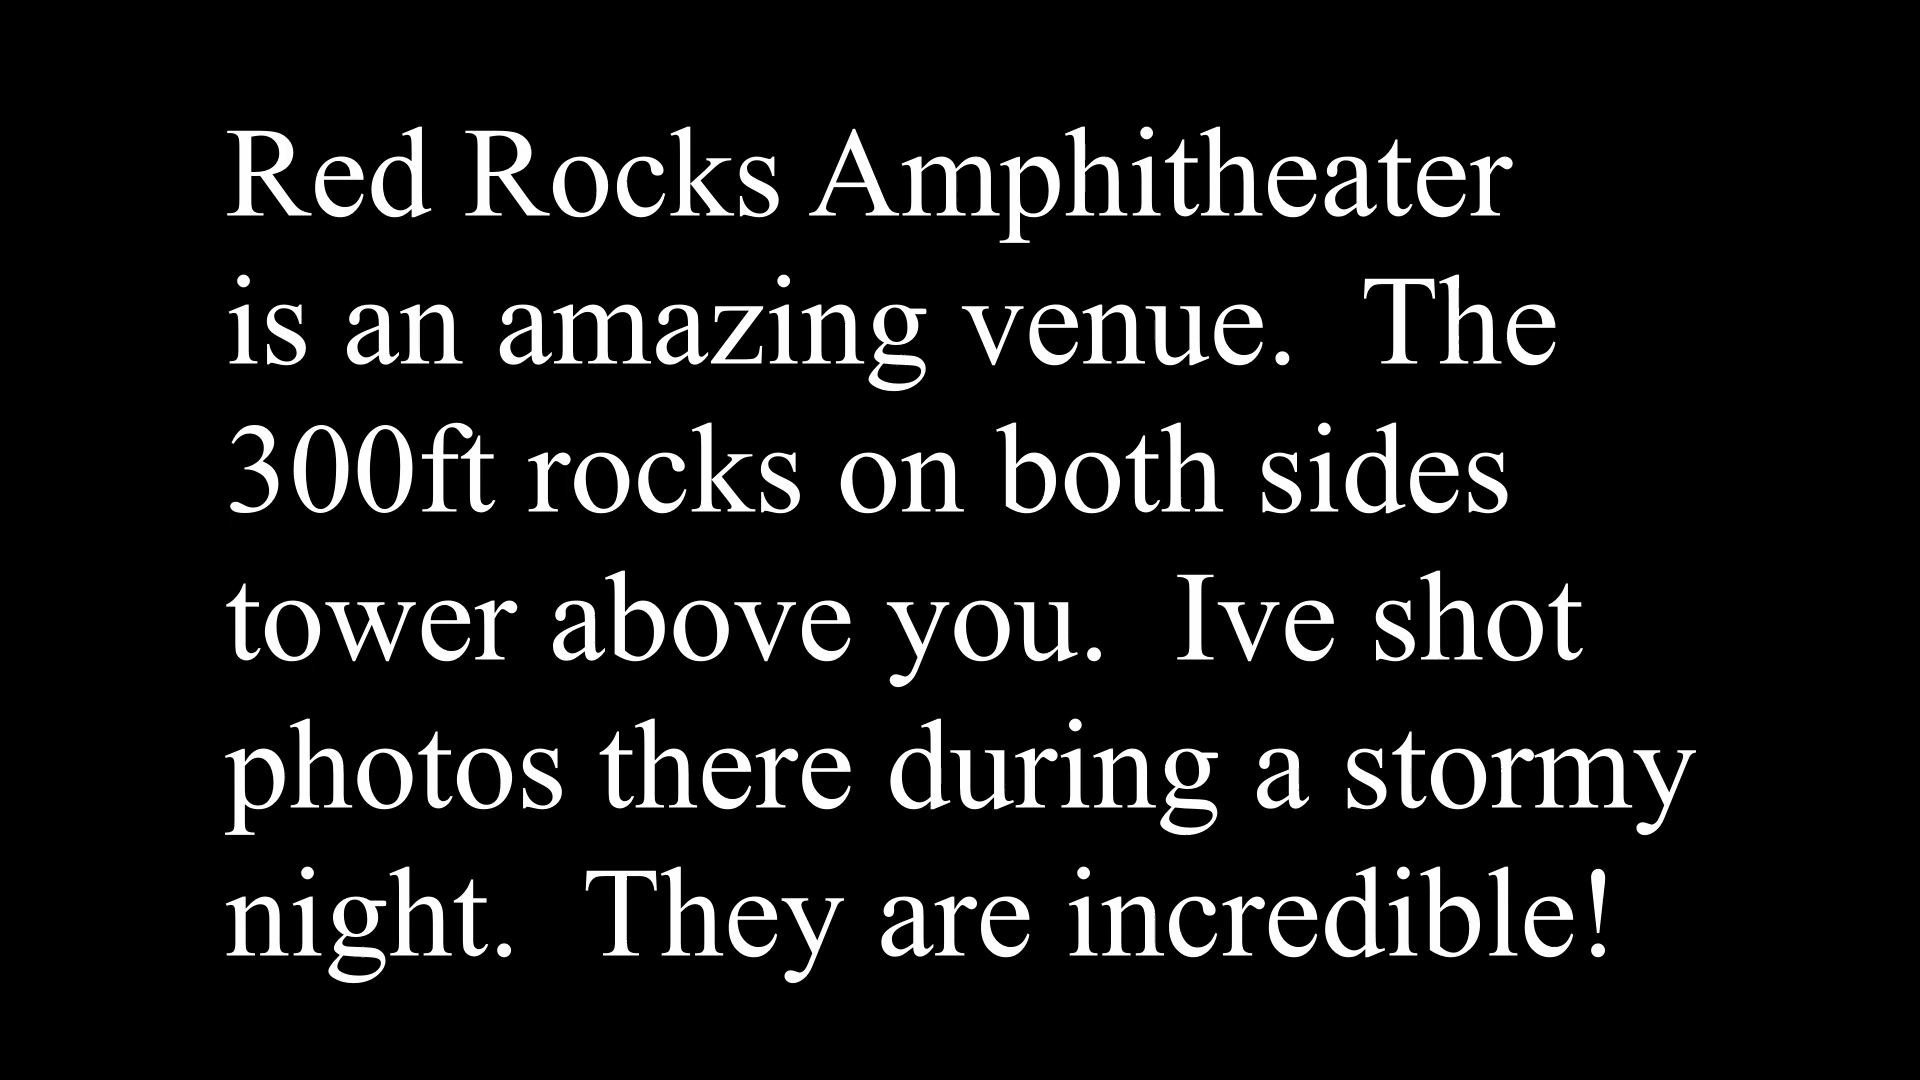 Red Rocks Amphitheater
is an amazing venue.  The
300ft rocks on both sides
tower above you.  Ive shot
photos there during a stormy
night.  They are incredible!